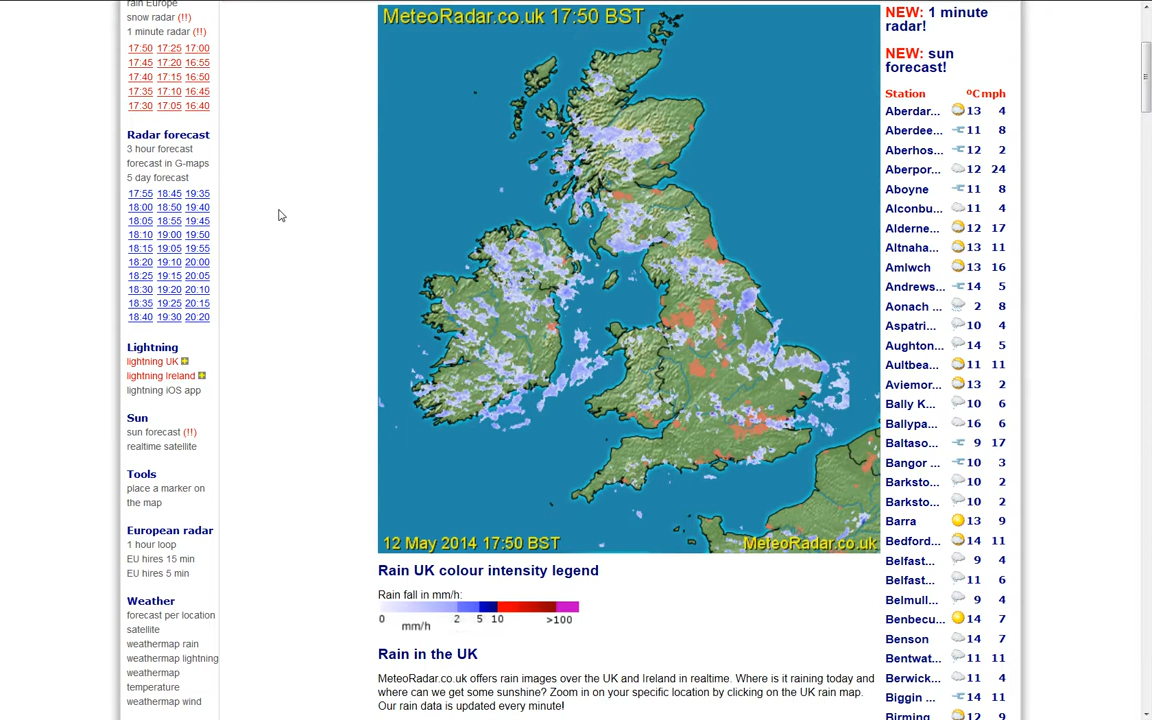 rain Europe
snow radar (!!)
1 minute radar (!!)
17:50 17:25 17:00
17:45 17:20 16:55
17:40 17:15 16:50
17:35 17:10 16:45
17:30 17:05 16:40
Radar forecast
3 hour forecast
forecast in G-maps
5 day forecast
17:55 18:45 19:35
18:00 18:50 19:40
18:05 18:55 19:45
18:10 19:00 19:50
18:15 19:05 19:55
18:20 19:10 20:00
18:25 19:15 20:05
18:30 19:20 20:10
18:35 19:25 20:15
18:40 19:30 20:20
Lightning
lightning UK
lightning Ireland
lightning iOS app
Sun
sun forecast (!!)
realtime satellite
Tools
place a marker on
the map
European radar
1 hour loop
EU hires 15 min
EU hires 5 min
Weather
forecast per location
satellite
weathermap rain
weathermap lightning
weathermap
temperature
weathermap wind
MeteoRadar.co.uk 17:50 BST
12 May 2014 17:50 BST MeteoRadar.co.uk
Rain UK colour intensity legend
Rain fall in mm/h:
0 mm/h 2 5 10 >100
Rain in the UK
MeteoRadar.co.uk offers rain images over the UK and Ireland in realtime. Where is it raining today and
where can we get some sunshine? Zoom in on your specific location by clicking on the UK rain map.
Our rain data is updated every minute!
NEW: 1 minute
radar!
NEW: sun
forecast!
Station ºC mph
Aberdar... 13 4
Aberdee... 11 8
Aberhos... 12 2
Aberpor... 12 24
Aboyne 11 8
Alconbu... 11 4
Alderne... 12 17
Altnaha... 13 11
Amlwch 13 16
Andrews... 14 5
Aonach ... 2 8
Aspatri... 10 4
Aughton... 14 5
Aultbea... 11 11
Aviemor... 13 2
Bally K... 10 6
Ballypa... 16 6
Baltaso... 9 17
Bangor ... 10 3
Barksto... 10 2
Barksto... 10 2
Barra 13 9
Bedford... 14 11
Belfast... 9 4
Belfast... 11 6
Belmull... 9 4
Benbecu... 14 7
Benson 14 7
Bentwat... 11 11
Berwick... 11 4
Biggin ... 14 11
Birming... 12 9